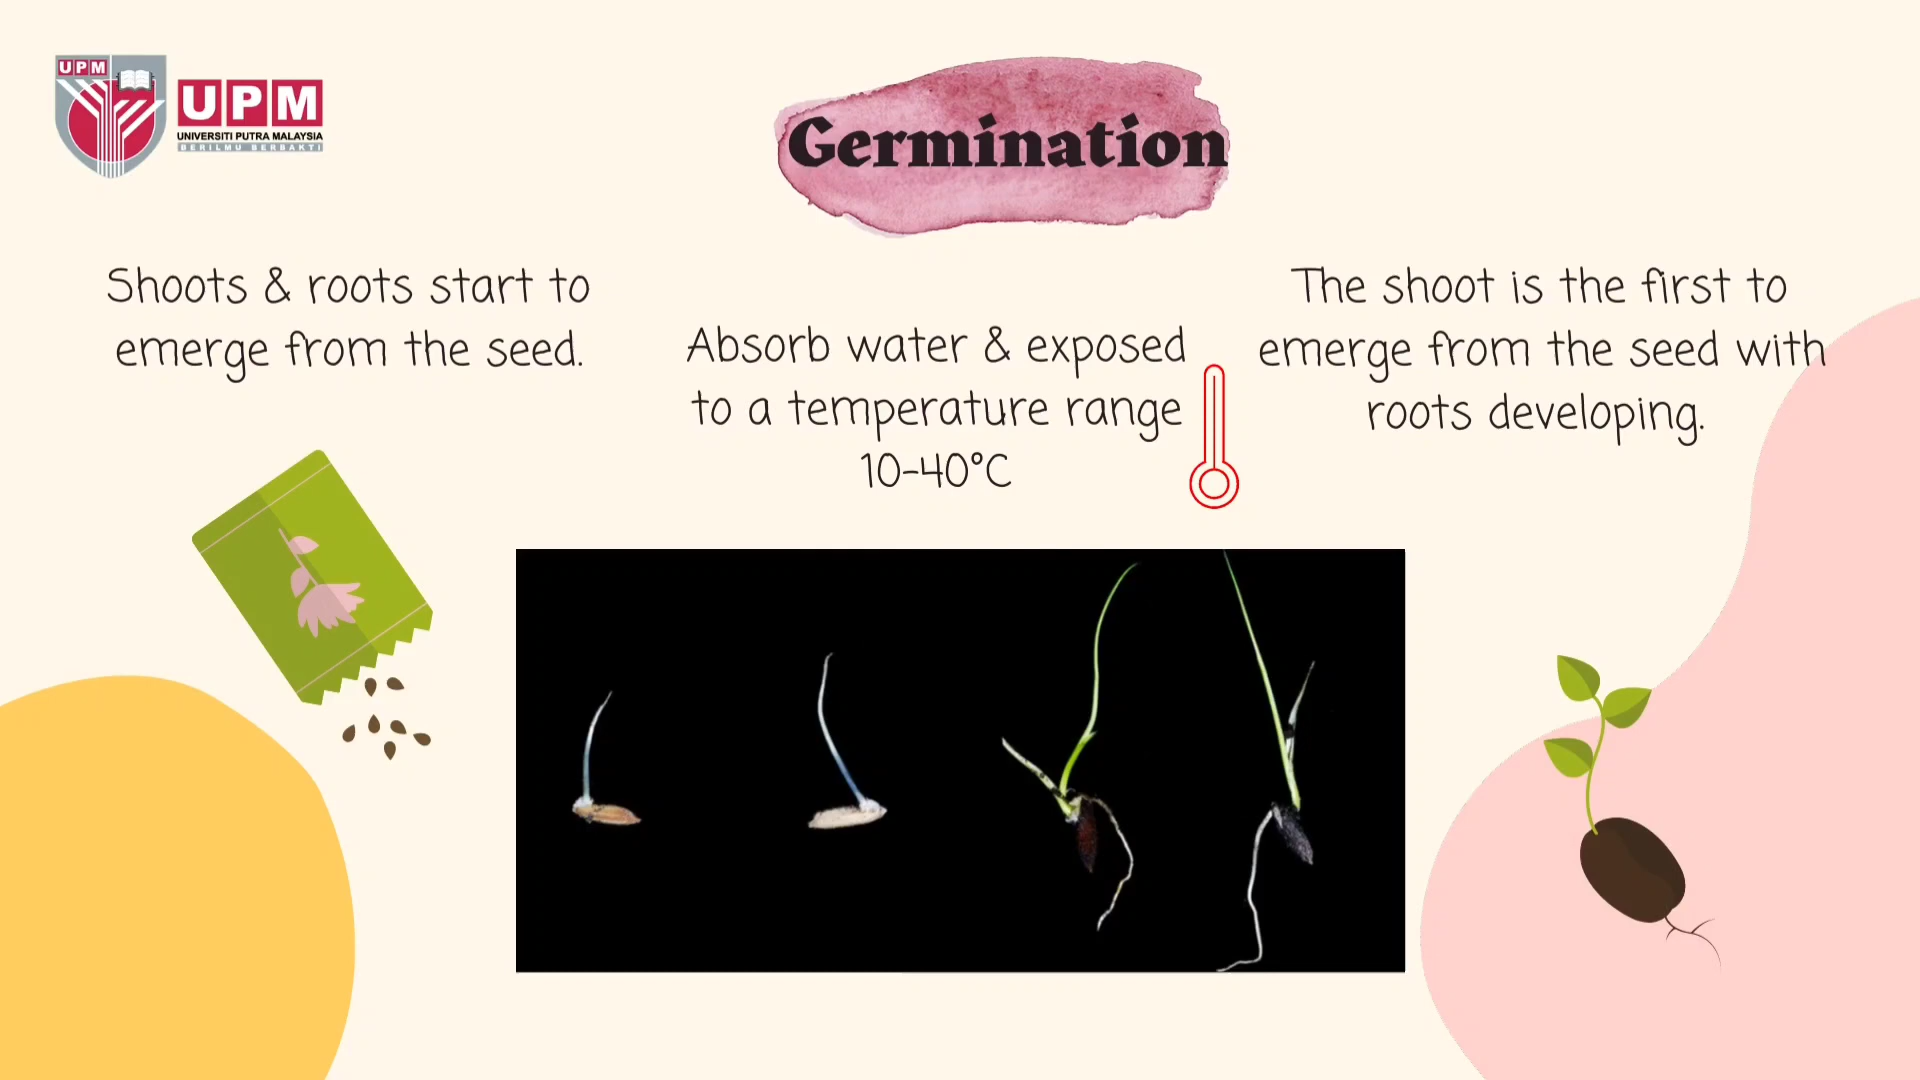 UPM
UPM
UNIVERSITI PUTRA MALAYSIA
BERILMU BERBAKTI
Germination
Shoots & roots start to
emerge from the seed.
Absorb water & exposed
to a temperature range
10-40°C
The shoot is the first to
emerge from the seed with
roots developing.